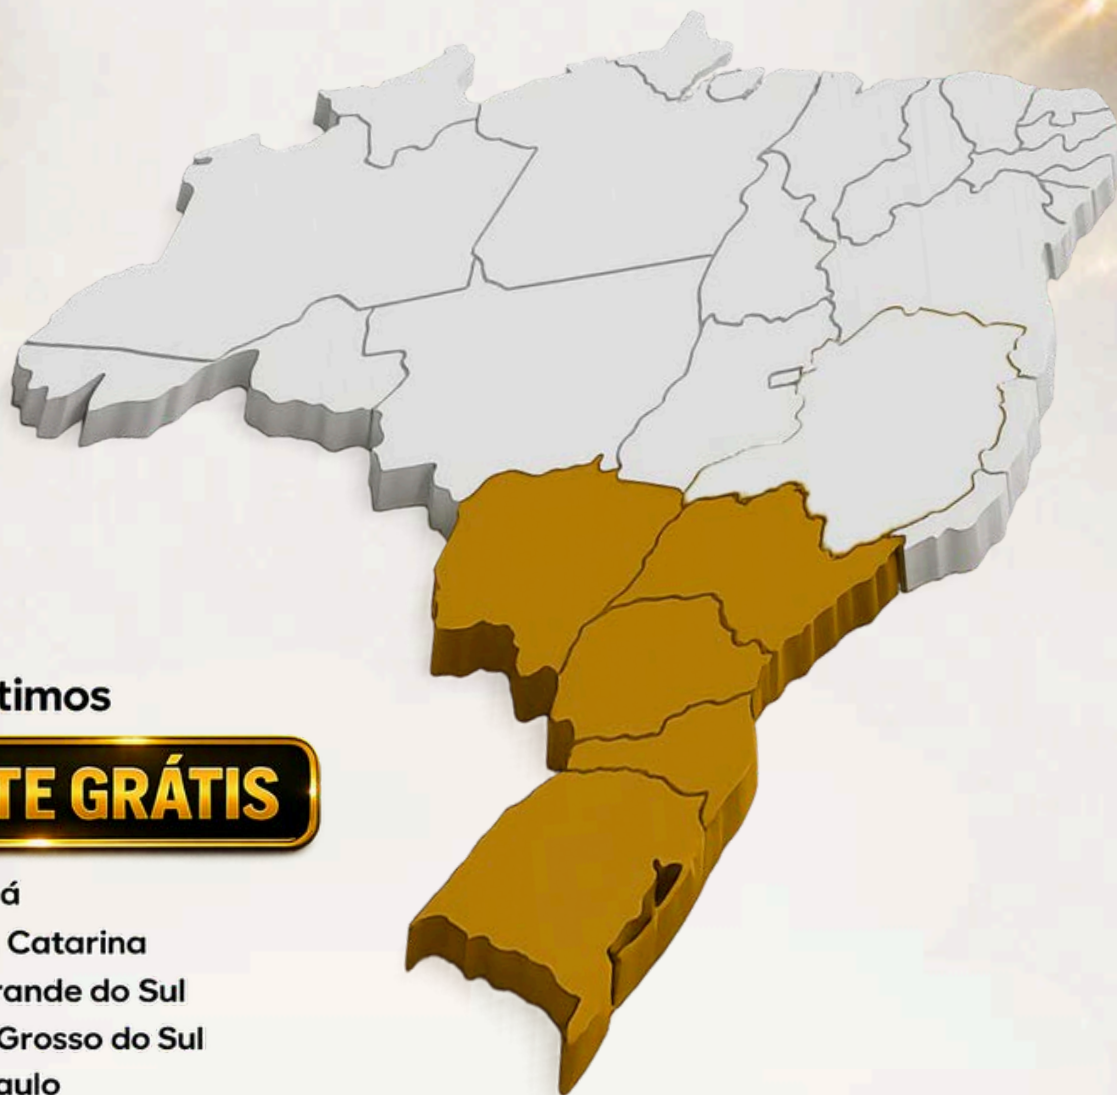 timos
TE GRÁTIS
á
Catarina
rande do Sul
Grosso do Sul
aulo